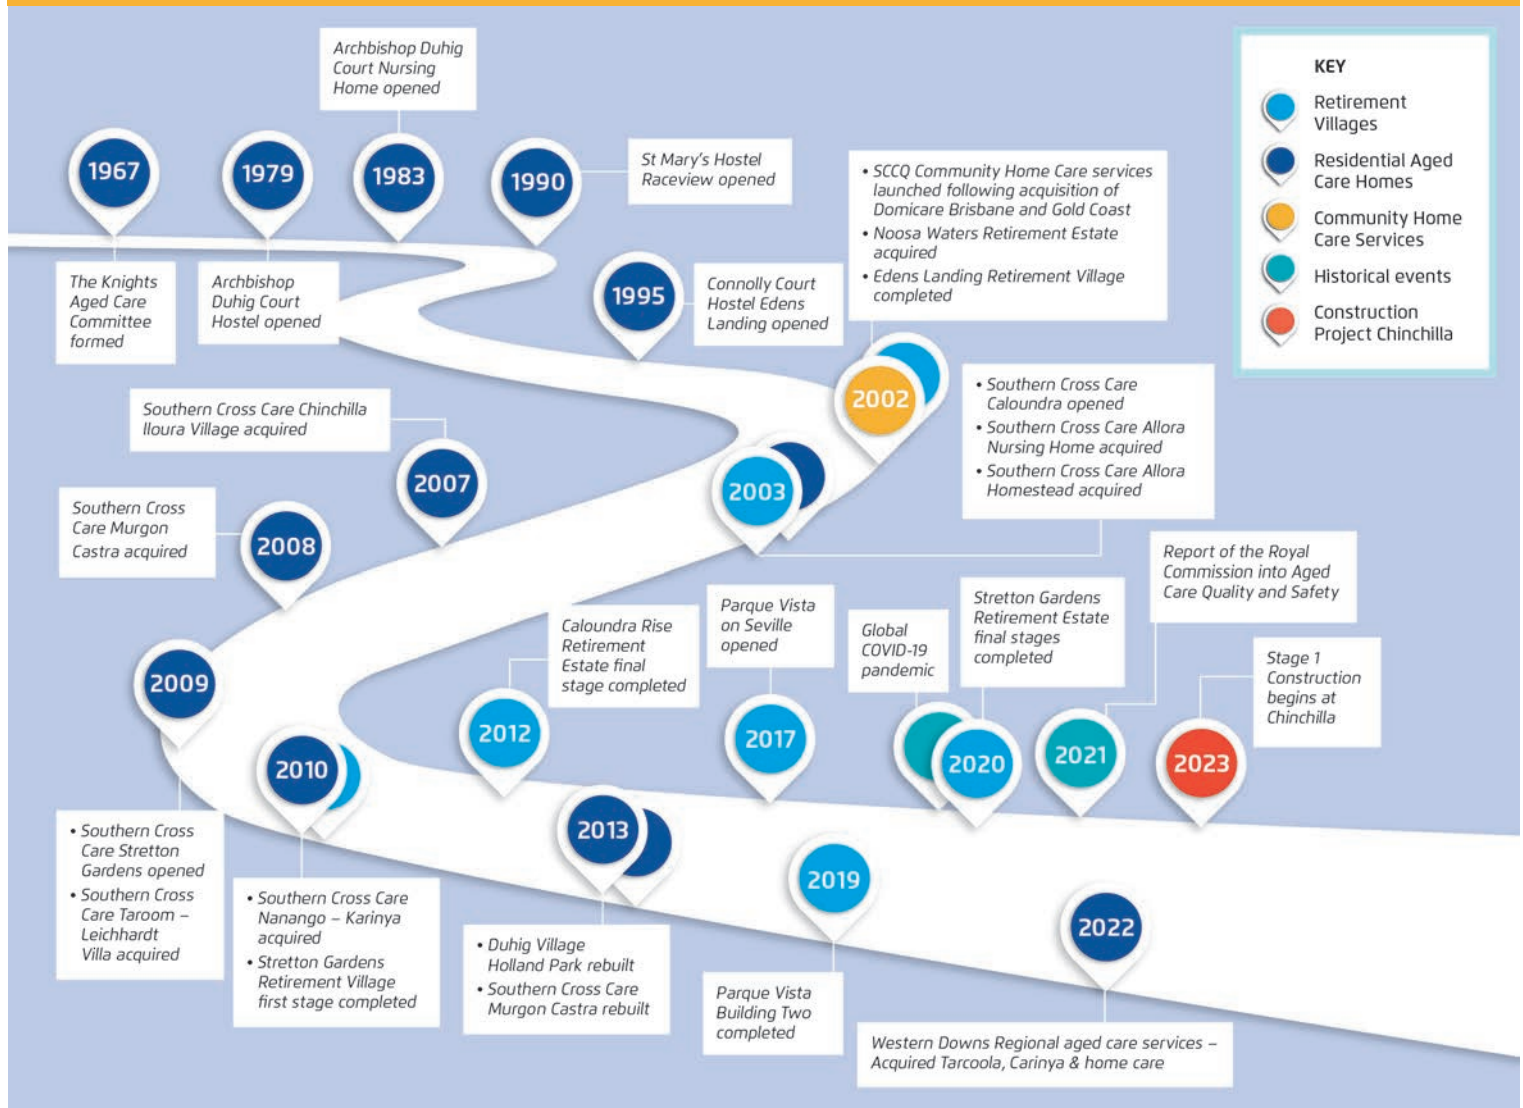 Archbishop Duhig
Court Nursing
Home opened
KEY
Retirement
Villages
Residential Aged
Care Homes
Community Home
Care Services
Historical events
Construction
Project Chinchilla
1967
1979
1983
1990
St Mary's Hostel
Raceview opened
• SCCQ Community Home Care services
launched following acquisition of
Domicare Brisbane and Gold Coast
• Noosa Waters Retirement Estate
acquired
• Edens Landing Retirement Village
completed
The Knights
Aged Care
Committee
formed
Archbishop
Duhig Court
Hostel opened
1995
Connolly Court
Hostel Edens
Landing opened
2002
Southern Cross Care Chinchilla
Iloura Village acquired
• Southern Cross Care
Caloundra opened
• Southern Cross Care Allora
Nursing Home acquired
• Southern Cross Care Allora
Homestead acquired
2007
2003
Southern Cross
Care Murgon
Castra acquired
2008
Report of the Royal
Commission into Aged
Care Quality and Safety
Caloundra Rise
Retirement
Estate final
stage completed
Parque Vista
on Seville
opened
Global
COVID-19
pandemic
Stretton Gardens
Retirement Estate
final stages
completed
Stage 1
Construction
begins at
Chinchilla
2009
2012
2017
2020
2021
2023
2010
2013
2019
2022
• Southern Cross
Care Stretton
Gardens opened
• Southern Cross
Care Taroom –
Leichhardt
Villa acquired
• Southern Cross Care
Nanango – Karinya
acquired
• Stretton Gardens
Retirement Village
first stage completed
• Duhig Village
Holland Park rebuilt
• Southern Cross Care
Murgon Castra rebuilt
Parque Vista
Building Two
completed
Western Downs Regional aged care services –
Acquired Tarcoola, Carinya & home care